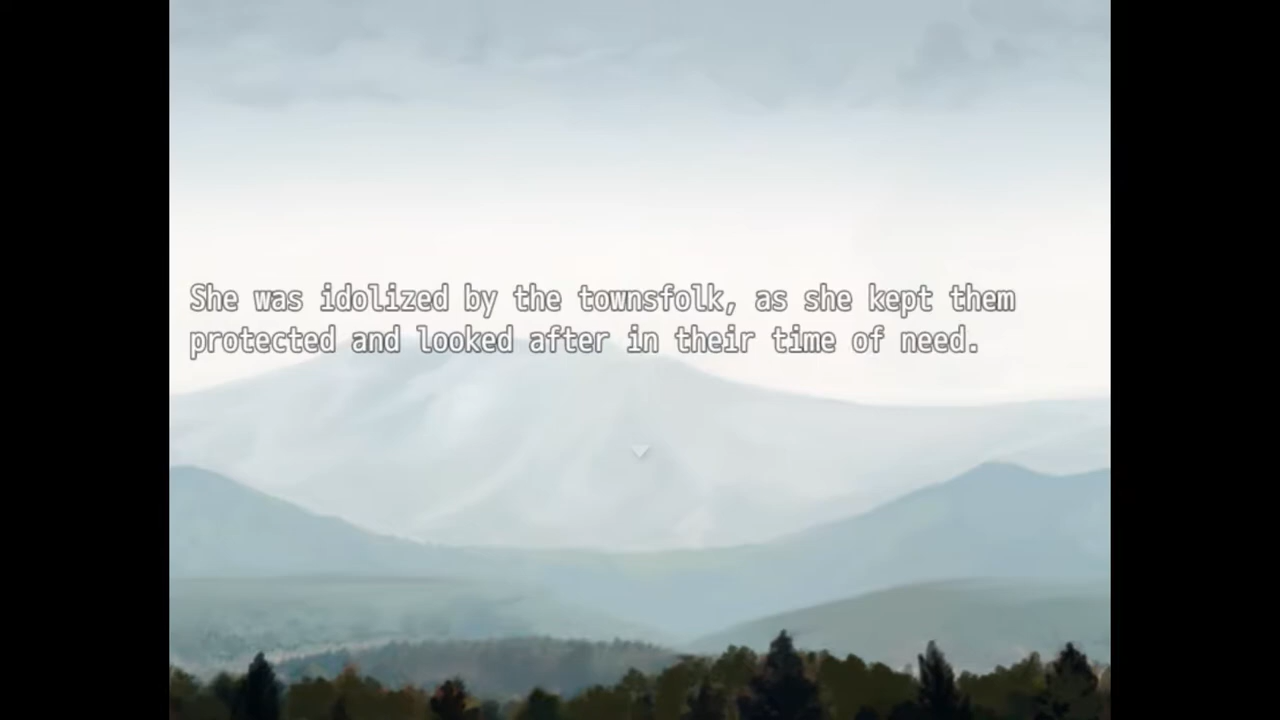 She was idolized by the townsfolk, as she kept them
protected and looked after in their time of need.